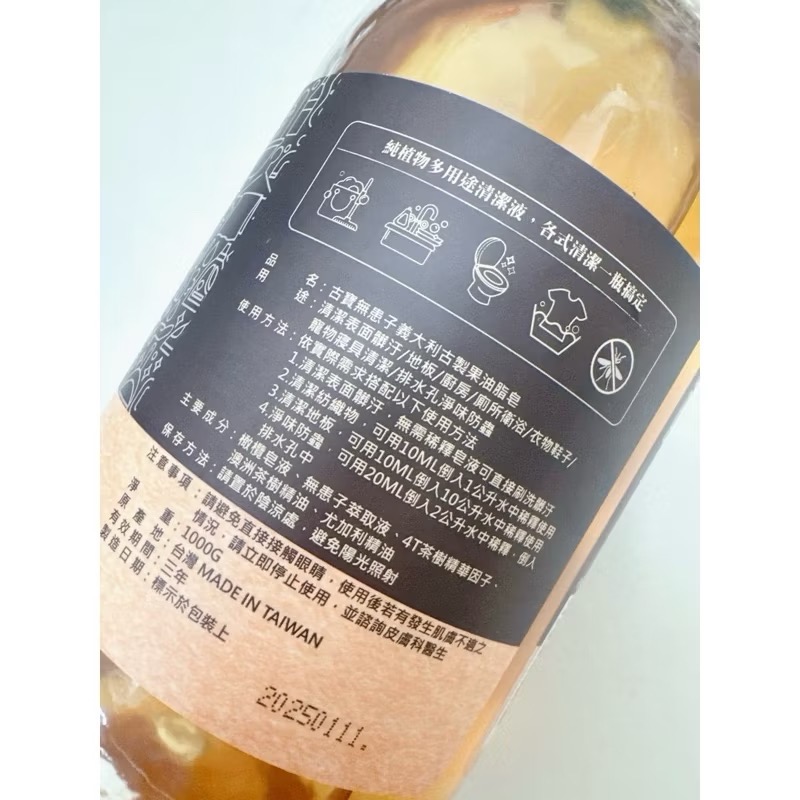 純植物多用途清潔液，各式清潔一瓶搞定
品名：古寶無患子義大利古製果油脂皂
用途：清潔表面髒汙/地板/廚房/廁所衛浴/衣物鞋子/
寵物寢具清潔/排水孔淨味防蟲
使用方法：依實際需求搭配以下使用方法
1.清潔表面髒汙，無需稀釋皂液可直接刷洗髒汙
2.清潔紡織物，可用10ML倒入1公升水中稀釋使用
3.清潔地板，可用10ML倒入10公升水中稀釋使用
4.淨味防蟲，可用20ML倒入2公升水中稀釋，倒入
排水孔中
主要成分：橄欖皂液、無患子萃取液、4T茶樹精華因子、
澳洲茶樹精油、尤加利精油
保存方法：請置於陰涼處，避免陽光照射
注意事項：請避免直接接觸眼睛，使用後若有發生肌膚不適之
情況，請立即停止使用，並諮詢皮膚科醫生
淨重：1000G
原產地：台灣 MADE IN TAIWAN
有效期間：三年
製造日期：標示於包裝上
20250111.